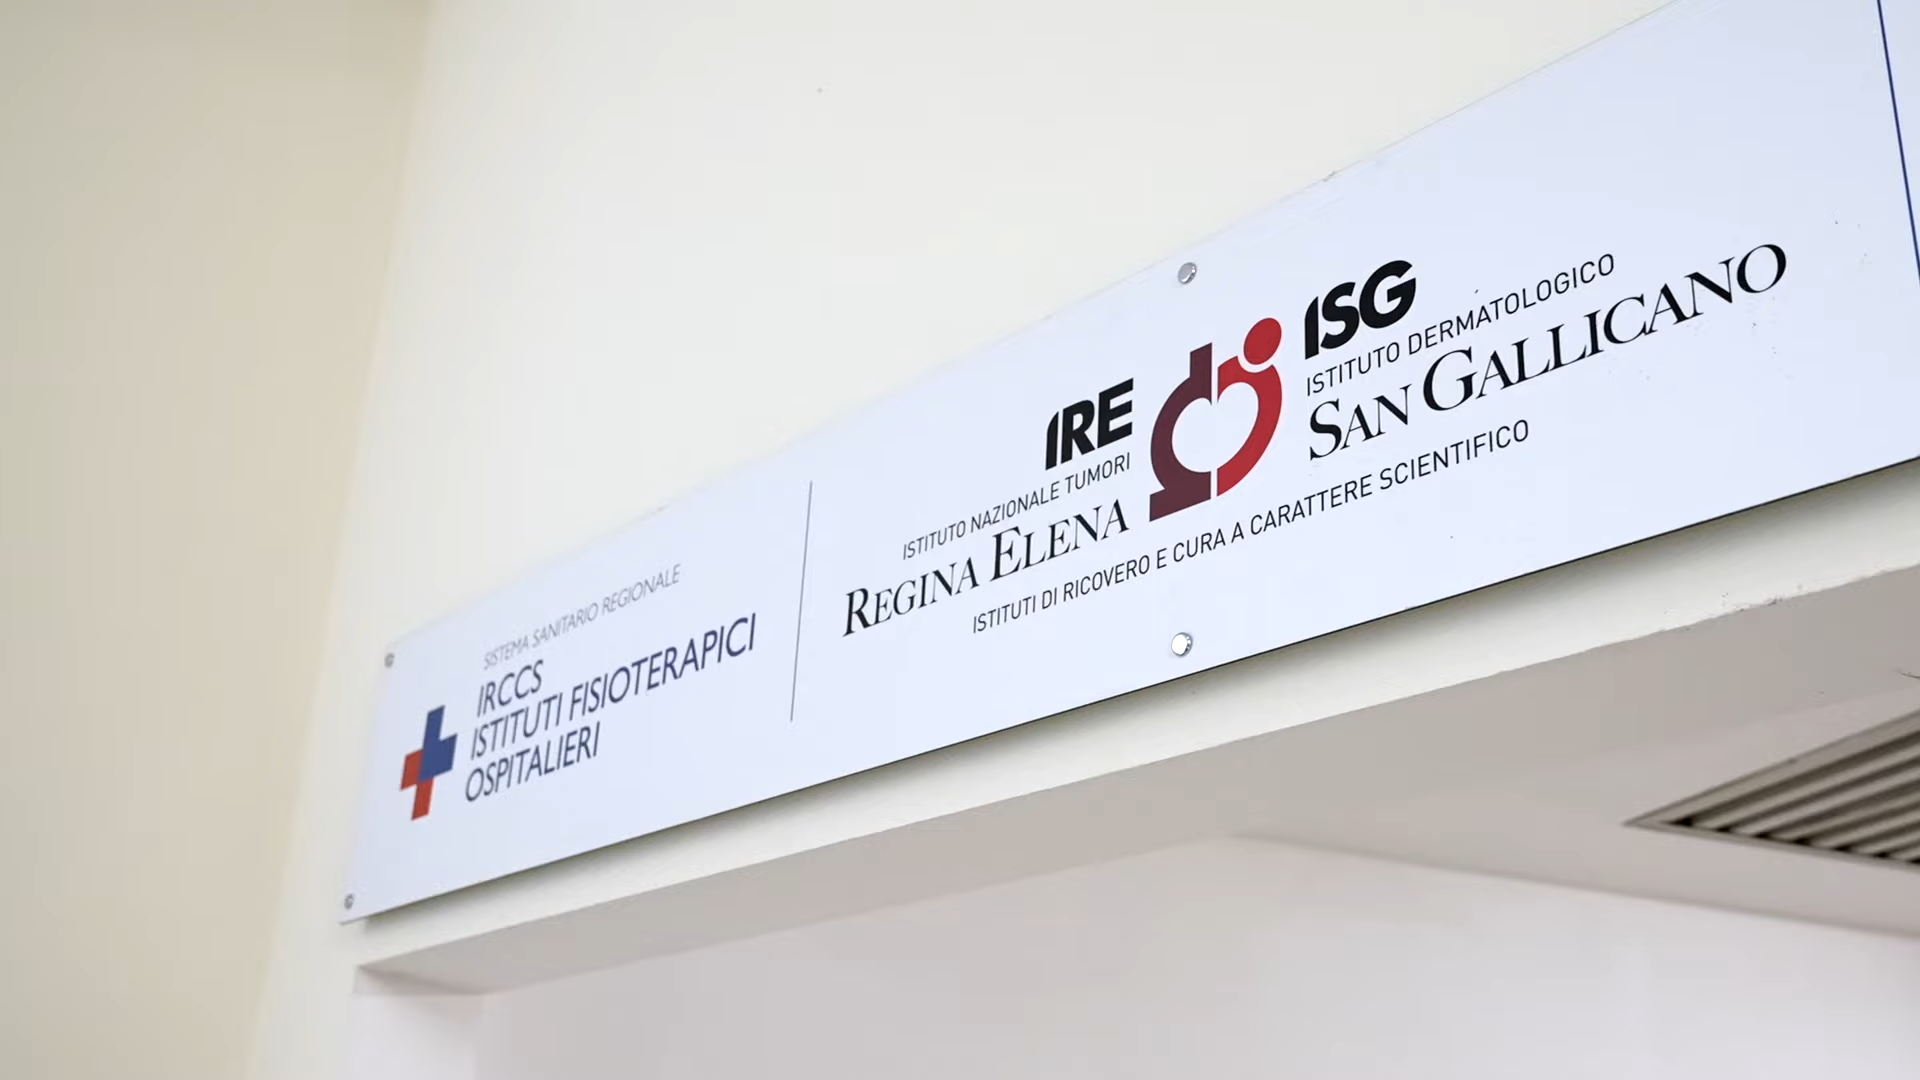 SISTEMA SANITARIO REGIONALE
IRCCS
ISTITUTI FISIOTERAPICI
OSPITALIERI
IRE
ISTITUTO NAZIONALE TUMORI
REGINA ELENA
ISG
ISTITUTO DERMATOLOGICO
SAN GALLICANO
ISTITUTI DI RICOVERO E CURA A CARATTERE SCIENTIFICO